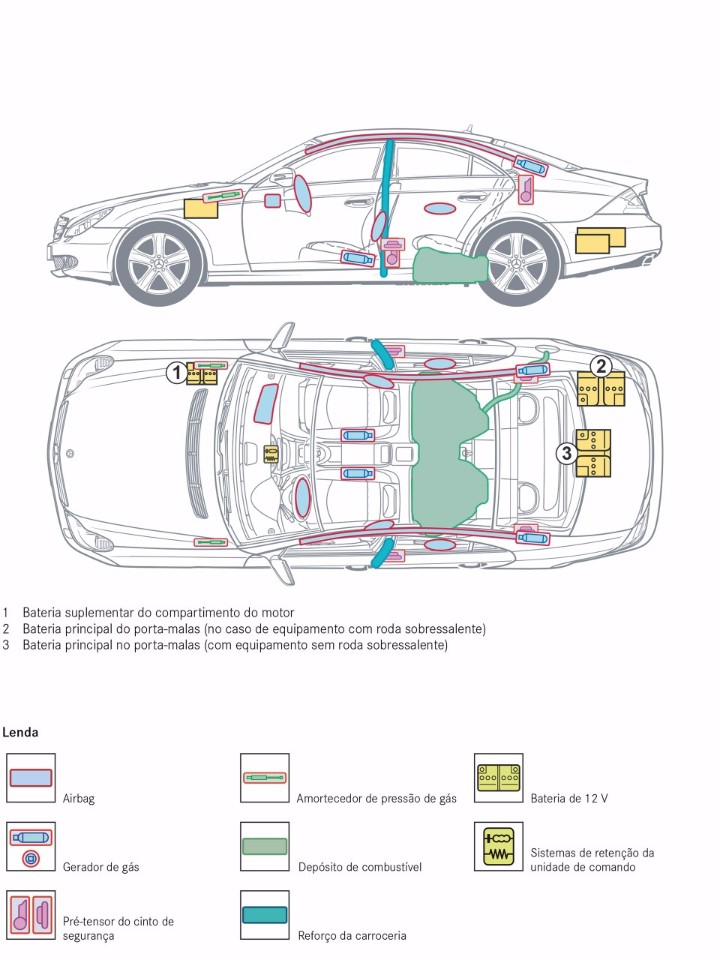 1
2
3
1 Bateria suplementar do compartimento do motor
2 Bateria principal do porta-malas (no caso de equipamento com roda sobressalente)
3 Bateria principal no porta-malas (com equipamento sem roda sobressalente)
Lenda
Airbag
Amortecedor de pressão de gás
Bateria de 12 V
Gerador de gás
Depósito de combustível
Sistemas de retenção da
unidade de comando
Pré-tensor do cinto de
segurança
Reforço da carroceria